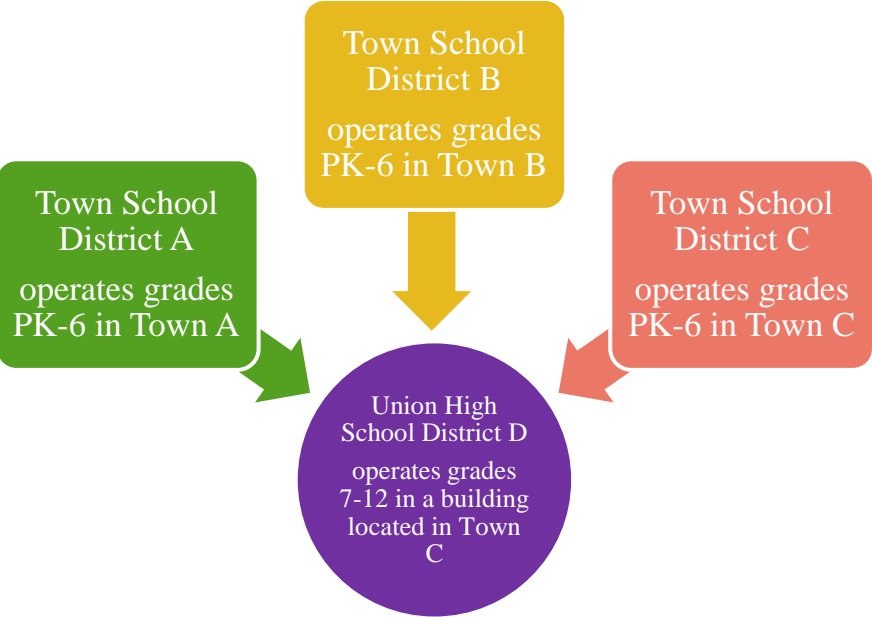 Town School
District B
operates grades
PK-6 in Town B
Town School
District A
operates grades
PK-6 in Town A
Town School
District C
operates grades
PK-6 in Town C
Union High
School District D
operates grades
7-12 in a building
located in Town
C